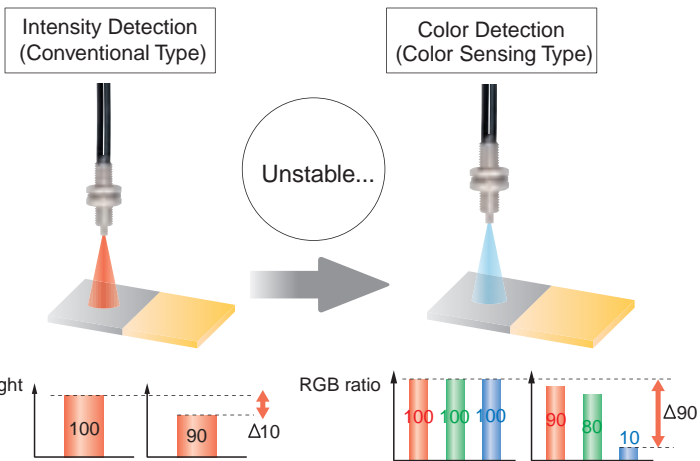 Intensity Detection
(Conventional Type)
Color Detection
(Color Sensing Type)
Unstable...
ght
100
90
Δ10
RGB ratio
100 100 100
90
80
10
Δ90